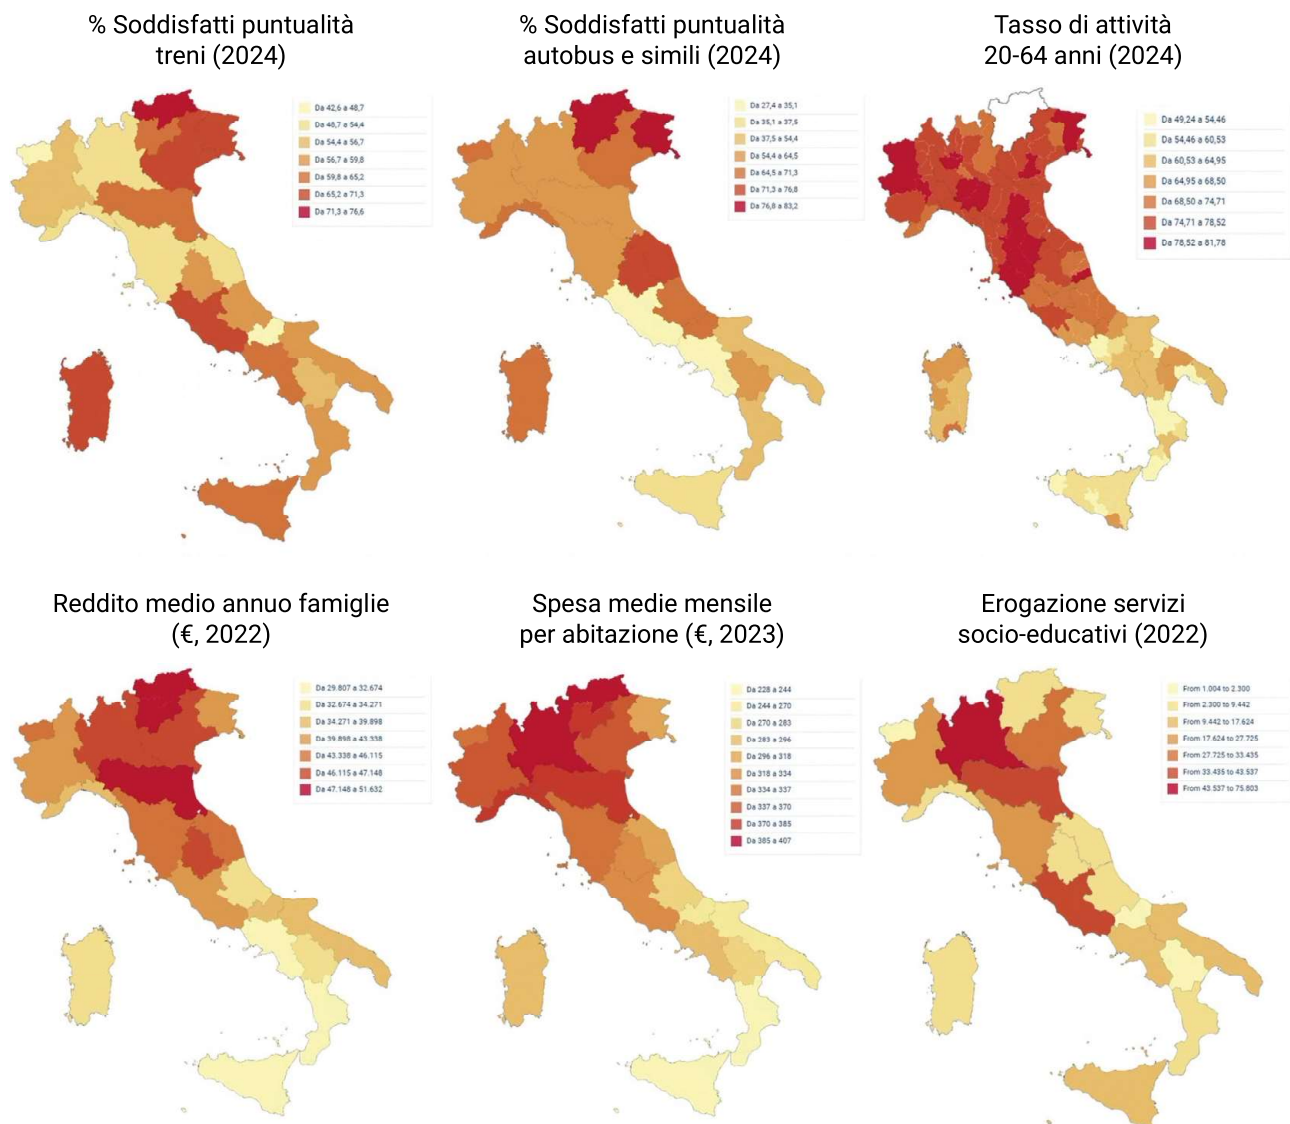 % Soddisfatti puntualità
treni (2024)
Da 42,6 a 48,7
Da 48,7 a 54,4
Da 54,4 a 56,7
Da 56,7 a 59,8
Da 59,8 a 65,2
Da 65,2 a 71,3
Da 71,3 a 76,6
% Soddisfatti puntualità
autobus e simili (2024)
Da 27,4 a 35,1
Da 35,1 a 37,5
Da 37,5 a 54,4
Da 54,4 a 64,5
Da 64,5 a 71,3
Da 71,3 a 76,8
Da 76,8 a 83,2
Tasso di attività
20-64 anni (2024)
Da 49,24 a 54,46
Da 54,46 a 60,53
Da 60,53 a 64,95
Da 64,95 a 68,50
Da 68,50 a 74,71
Da 74,71 a 78,52
Da 78,52 a 81,78
Reddito medio annuo famiglie
(€, 2022)
Da 29.807 a 32.674
Da 32.674 a 34.271
Da 34.271 a 39.898
Da 39.898 a 43.338
Da 43.338 a 46.115
Da 46.115 a 47.148
Da 47.148 a 51.632
Spesa medie mensile
per abitazione (€, 2023)
Da 228 a 244
Da 244 a 270
Da 270 a 283
Da 283 a 296
Da 296 a 318
Da 318 a 334
Da 334 a 337
Da 337 a 370
Da 370 a 385
Da 385 a 407
Erogazione servizi
socio-educativi (2022)
From 1.004 to 2.300
From 2.300 to 9.442
From 9.442 to 17.624
From 17.624 to 27.725
From 27.725 to 33.435
From 33.435 to 43.537
From 43.537 to 75.803